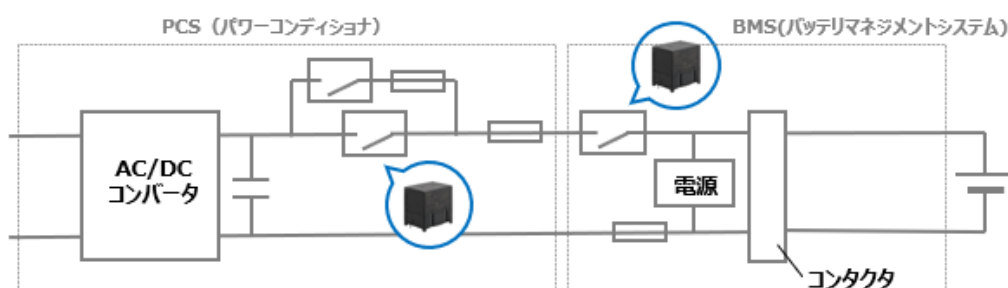 PCS（パワーコンディショナ）
BMS(バッテリマネジメントシステム)
AC/DC
コンバータ
電源
コンタクタ